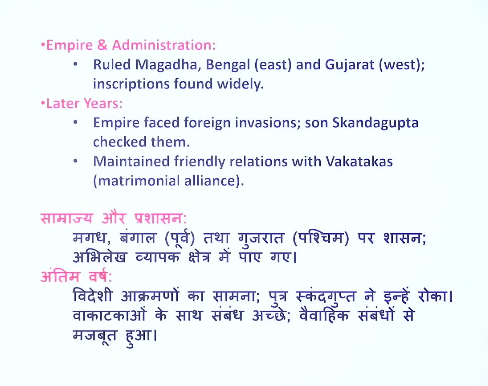 •Empire & Administration:
• Ruled Magadha, Bengal (east) and Gujarat (west);
inscriptions found widely.
•Later Years:
• Empire faced foreign invasions; son Skandagupta
checked them.
• Maintained friendly relations with Vakatakas
(matrimonial alliance).
साम्राज्य और प्रशासन:
मगध, बंगाल (पूर्व) तथा गुजरात (पश्चिम) पर शासन;
अभिलेख व्यापक क्षेत्र में पाए गए।
अंतिम वर्ष:
विदेशी आक्रमणों का सामना; पुत्र स्कंदगुप्त ने इन्हें रोका।
वाकाटकाओं के साथ संबंध अच्छे; वैवाहिक संबंधों से
मजबूत हुआ।